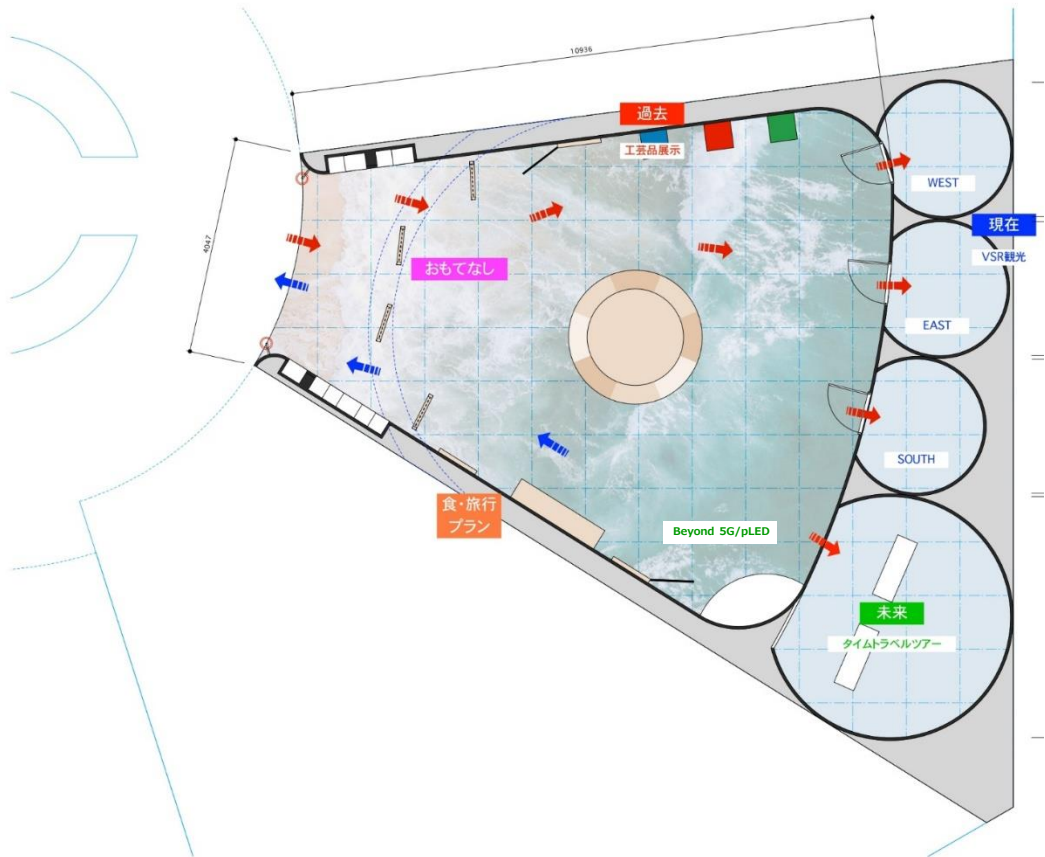 10936
過去
工芸品展示
WEST
現在
VSR観光
4047
おもてなし
EAST
SOUTH
食・旅行
プラン
Beyond 5G/pLED
未来
タイムトラベルツアー